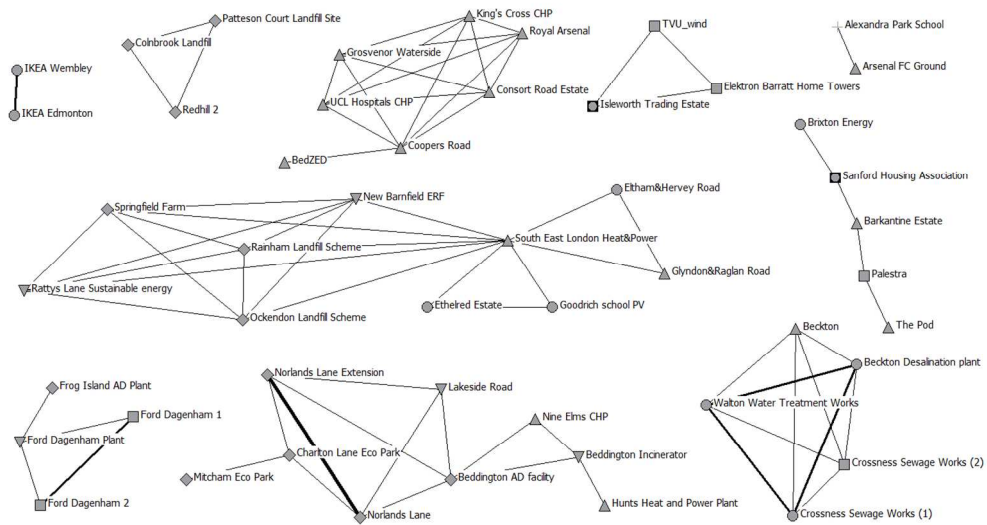 Patteson Court Landfill Site
Colnbrook Landfill
Redhill 2
IKEA Wembley
IKEA Edmonton
King's Cross CHP
Royal Arsenal
Grosvenor Waterside
Consort Road Estate
UCL Hospitals CHP
Coopers Road
BedZED
TVU_wind
Elektron Barratt Home Towers
Isleworth Trading Estate
Alexandra Park School
Arsenal FC Ground
Brixton Energy
Sanford Housing Association
Barkantine Estate
Palestra
The Pod
New Barnfield ERF
Springfield Farm
Eltham&Hervey Road
South East London Heat&Power
Rainham Landfill Scheme
Glyndon&Raglan Road
Rattys Lane Sustainable energy
Ethelred Estate
Goodrich school PV
Ockendon Landfill Scheme
Beckton
Beckton Desalination plant
Walton Water Treatment Works
Crossness Sewage Works (2)
Crossness Sewage Works (1)
Frog Island AD Plant
Ford Dagenham 1
Ford Dagenham Plant
Ford Dagenham 2
Norlands Lane Extension
Lakeside Road
Nine Elms CHP
Charlton Lane Eco Park
Beddington Incinerator
Mitcham Eco Park
Beddington AD facility
Norlands Lane
Hunts Heat and Power Plant